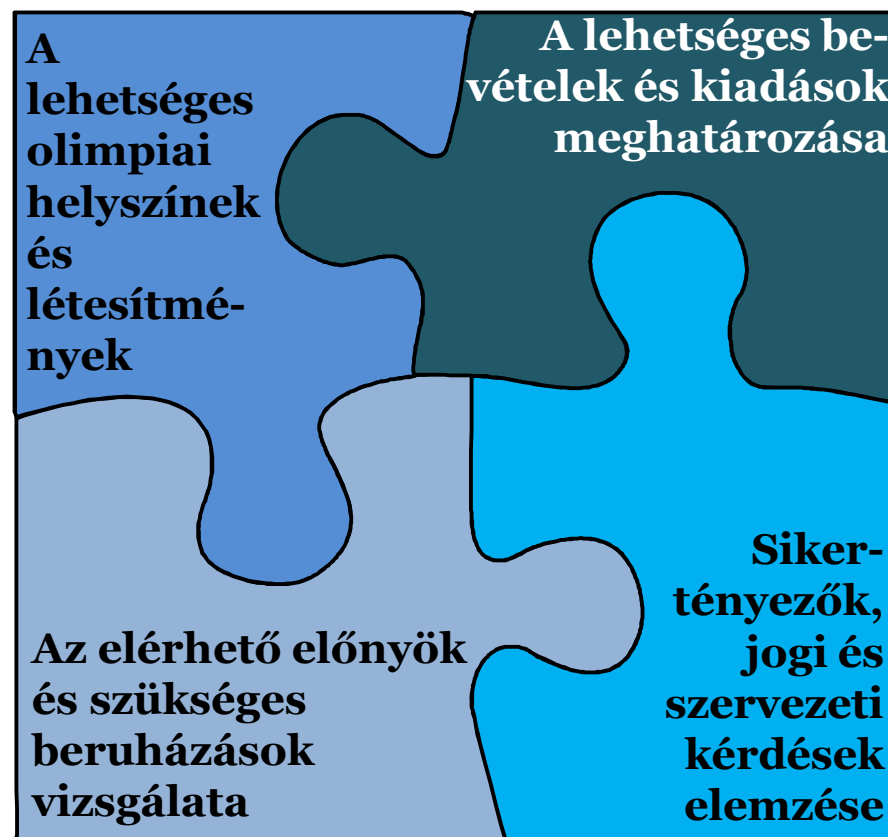 A
lehetséges
olimpiai
helyszínek
és
létesítmé-
nyek
A lehetséges be-
vételek és kiadások
meghatározása
Az elérhető előnyök
és szükséges
beruházások
vizsgálata
Siker-
tényezők,
jogi és
szervezeti
kérdések
elemzése